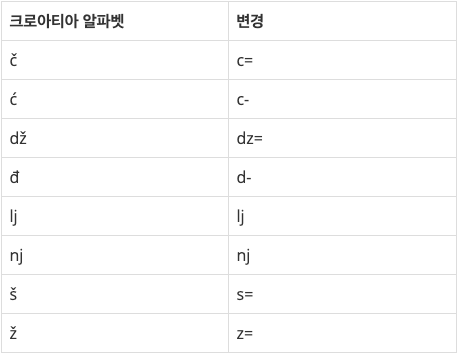 크로아티아 알파벳 변경
č c=
ć c-
dž dz=
đ d-
lj lj
nj nj
š s=
ž z=